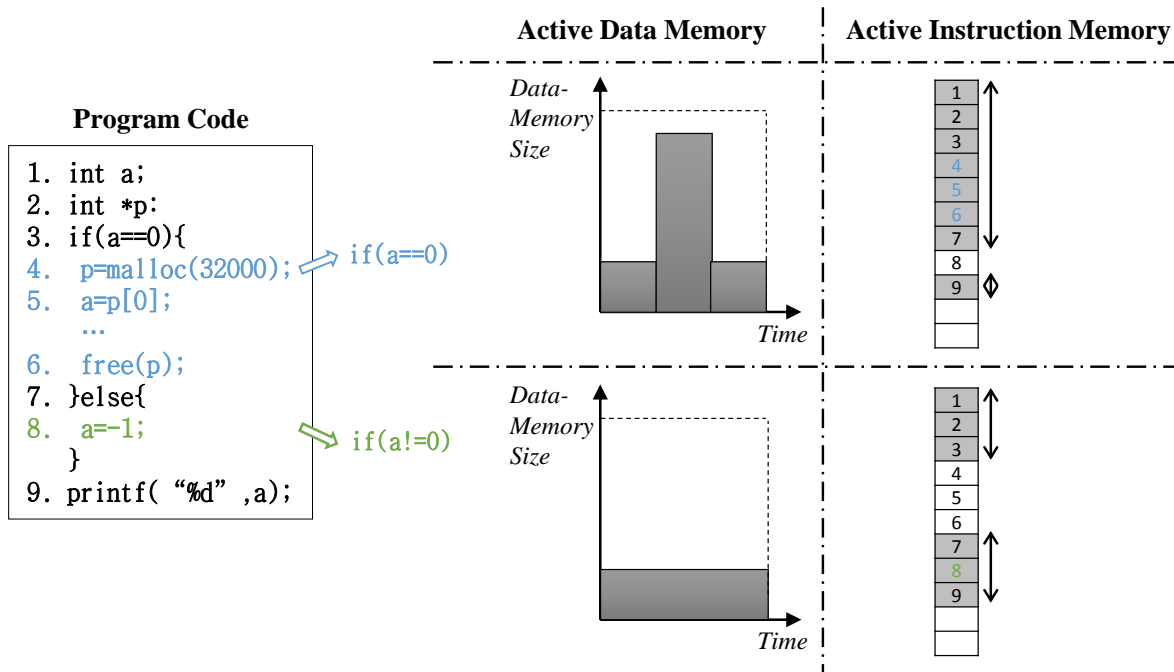 Active Data Memory
Active Instruction Memory
Program Code
1. int a;
2. int *p:
3. if(a==0){
4. p=malloc(32000);
5. a=p[0];
…
6. free(p);
7. }else{
8. a=-1;
}
9. printf( “%d” ,a);
if(a==0)
if(a!=0)
Data-
Memory
Size
Time
1
2
3
4
5
6
7
8
9
Data-
Memory
Size
Time
1
2
3
4
5
6
7
8
9